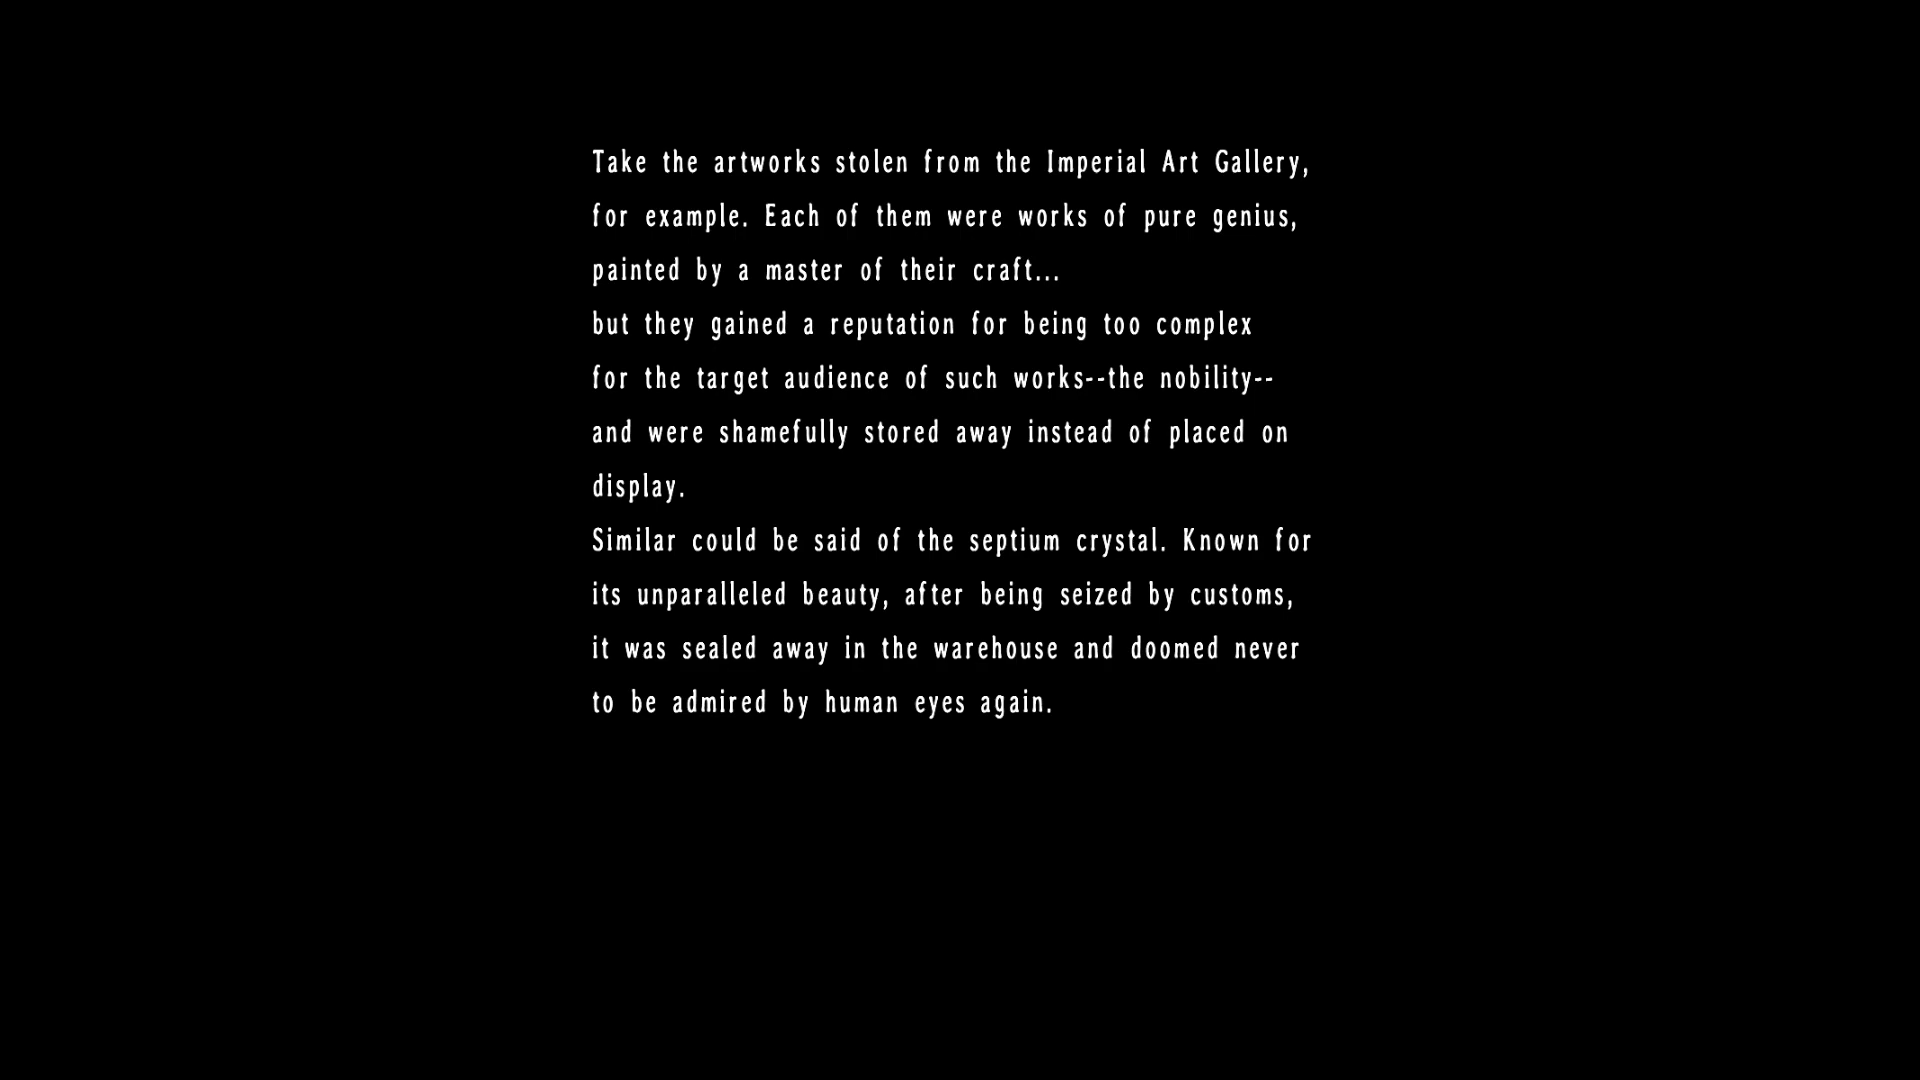 Take the artworks stolen from the Imperial Art Gallery,
for example. Each of them were works of pure genius,
painted by a master of their craft...
but they gained a reputation for being too complex
for the target audience of such works--the nobility--
and were shamefully stored away instead of placed on
display.
Similar could be said of the septium crystal. Known for
its unparalleled beauty, after being seized by customs,
it was sealed away in the warehouse and doomed never
to be admired by human eyes again.